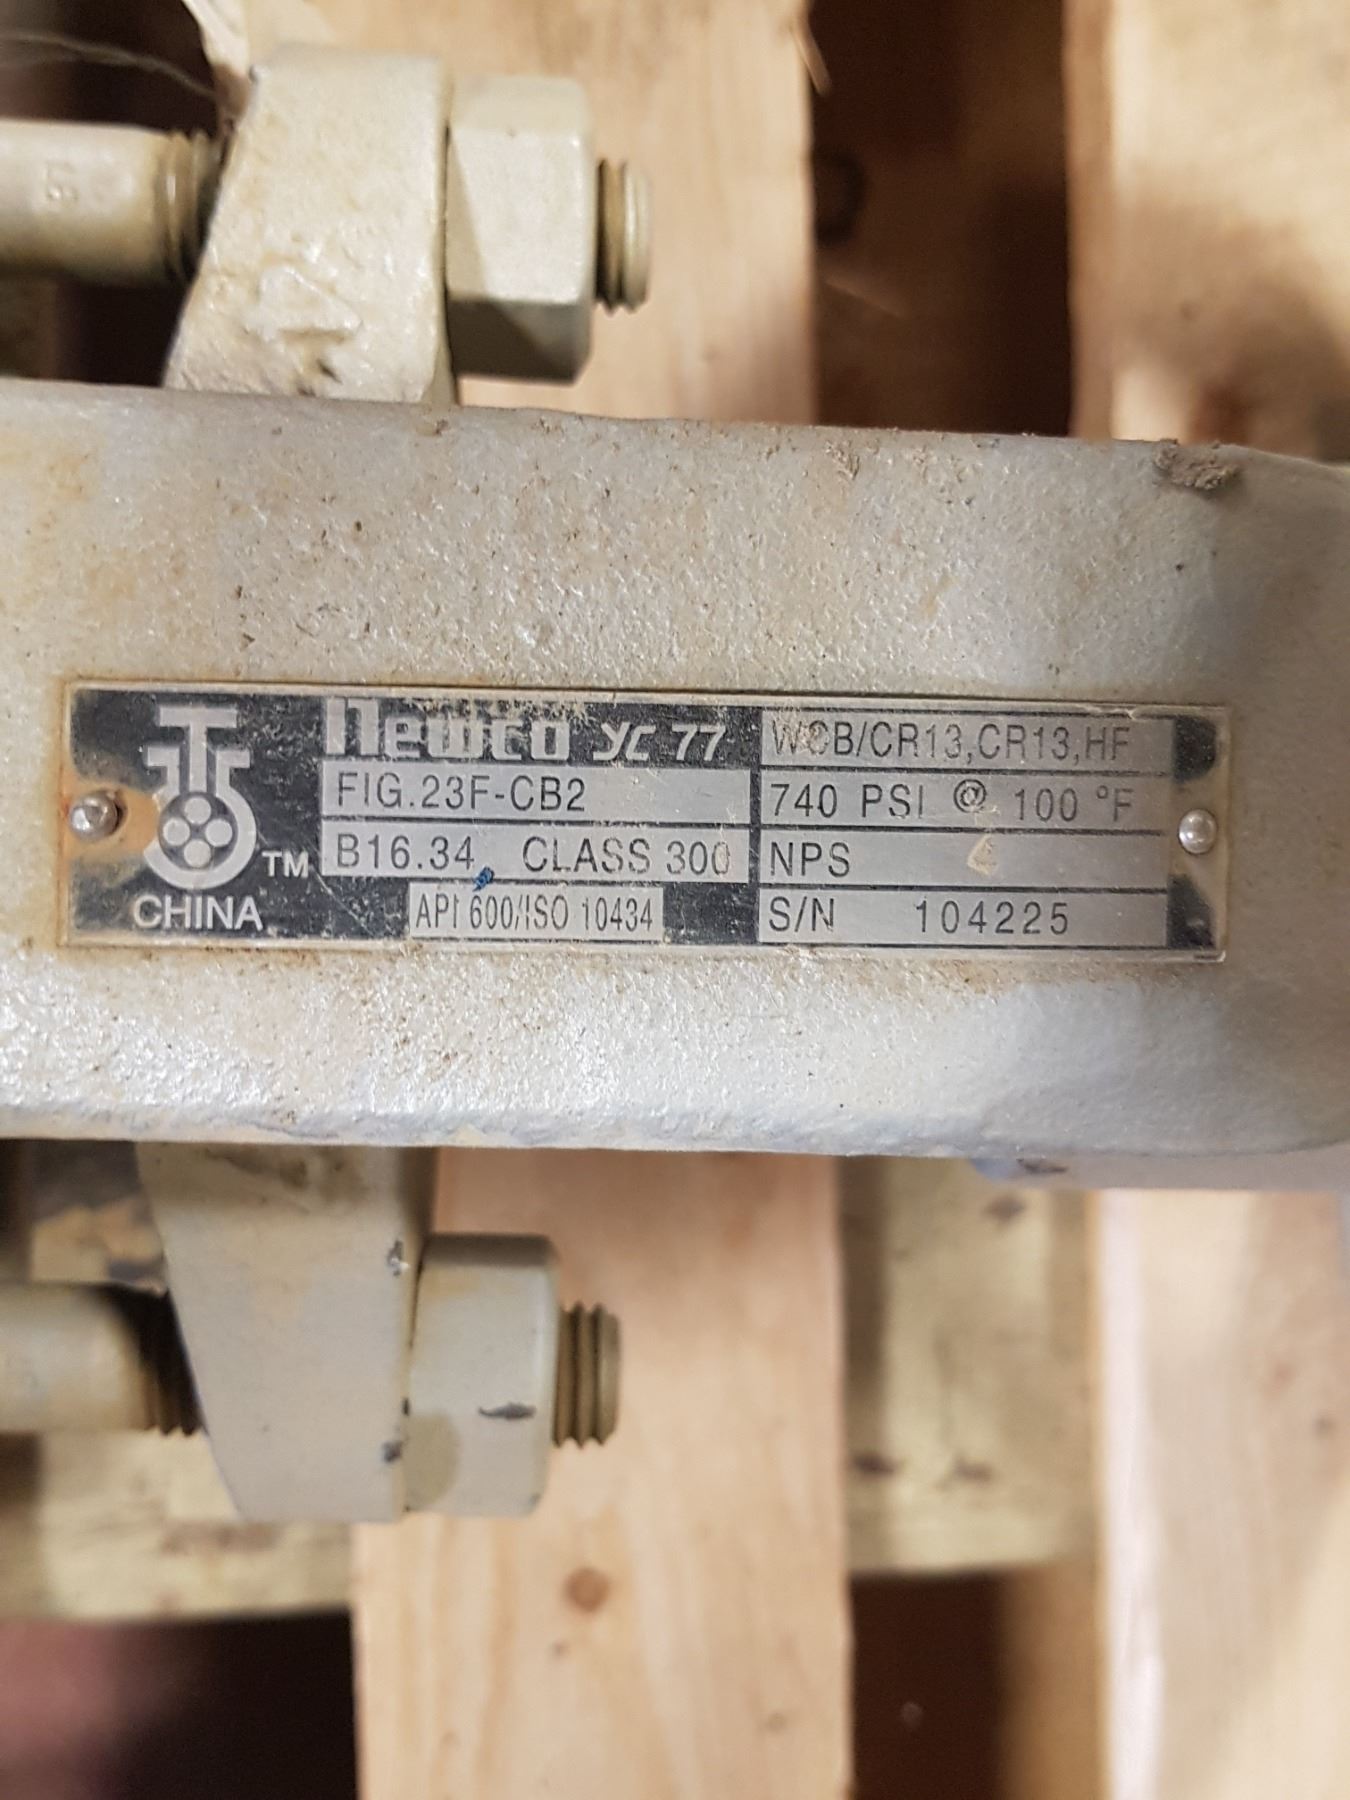 Newco УС 77
FIG.23F-CB2
B16.34, CLASS 300
API 600/ISO 10434
TM
CHINA
WCB/CR13,CR13,HF
740 PSI @ 100 °F
NPS
S/N 104225